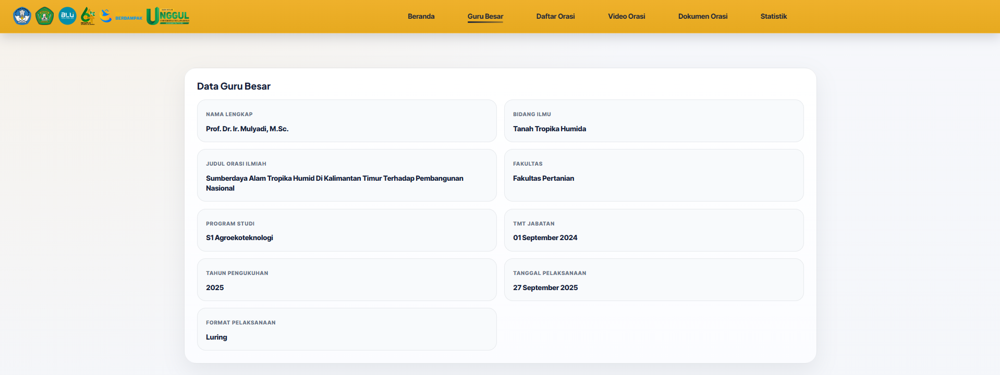 BLU
BERDAMPAK
UNGGUL
Beranda
Guru Besar
Daftar Orasi
Video Orasi
Dokumen Orasi
Statistik
Data Guru Besar
NAMA LENGKAP
Prof. Dr. Ir. Mulyadi, M.Sc.
BIDANG ILMU
Tanah Tropika Humida
JUDUL ORASI ILMIAH
Sumberdaya Alam Tropika Humid Di Kalimantan Timur Terhadap Pembangunan
Nasional
FAKULTAS
Fakultas Pertanian
PROGRAM STUDI
S1 Agroekoteknologi
TMT JABATAN
01 September 2024
TAHUN PENGUKUHAN
2025
TANGGAL PELAKSANAAN
27 September 2025
FORMAT PELAKSANAAN
Luring